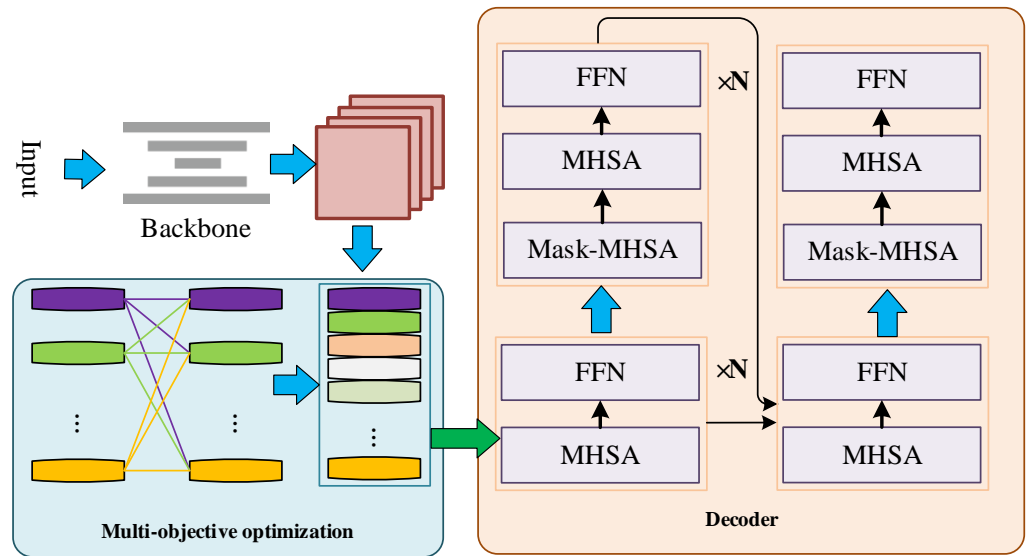 Input
Backbone
Multi-objective optimization
...
...
...
FFN
MHSA
Mask-MHSA
×N
FFN
MHSA
×N
FFN
MHSA
Mask-MHSA
FFN
MHSA
Decoder